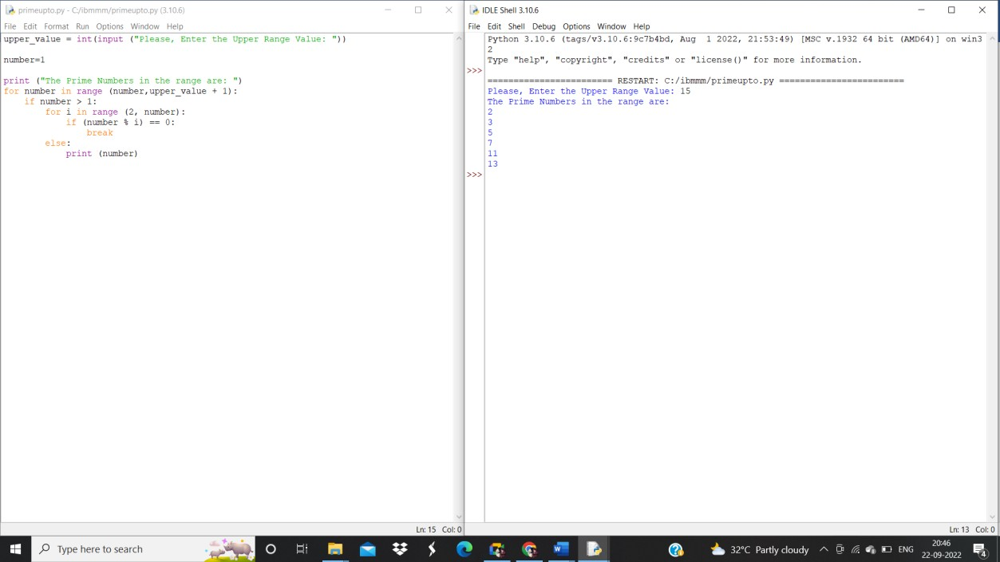 primeupto.py - C:/ibmmm/primeupto.py (3.10.6)
File Edit Format Run Options Window Help
upper_value = int(input ("Please, Enter the Upper Range Value: "))
number=1
print ("The Prime Numbers in the range are: ")
for number in range (number,upper_value + 1):
    if number > 1:
        for i in range (2, number):
            if (number % i) == 0:
                break
        else:
            print (number)
Ln: 15 Col: 0
IDLE Shell 3.10.6
File Edit Shell Debug Options Window Help
Python 3.10.6 (tags/v3.10.6:9c7b4bd, Aug  1 2022, 21:53:49) [MSC v.1932 64 bit (AMD64)] on win3
2
Type "help", "copyright", "credits" or "license()" for more information.
>>>
======================== RESTART: C:/ibmmm/primeupto.py ========================
Please, Enter the Upper Range Value: 15
The Prime Numbers in the range are:
2
3
5
7
11
13
>>>
Ln: 13 Col: 0
Type here to search
32°C Partly cloudy
ENG
20:46
22-09-2022
4